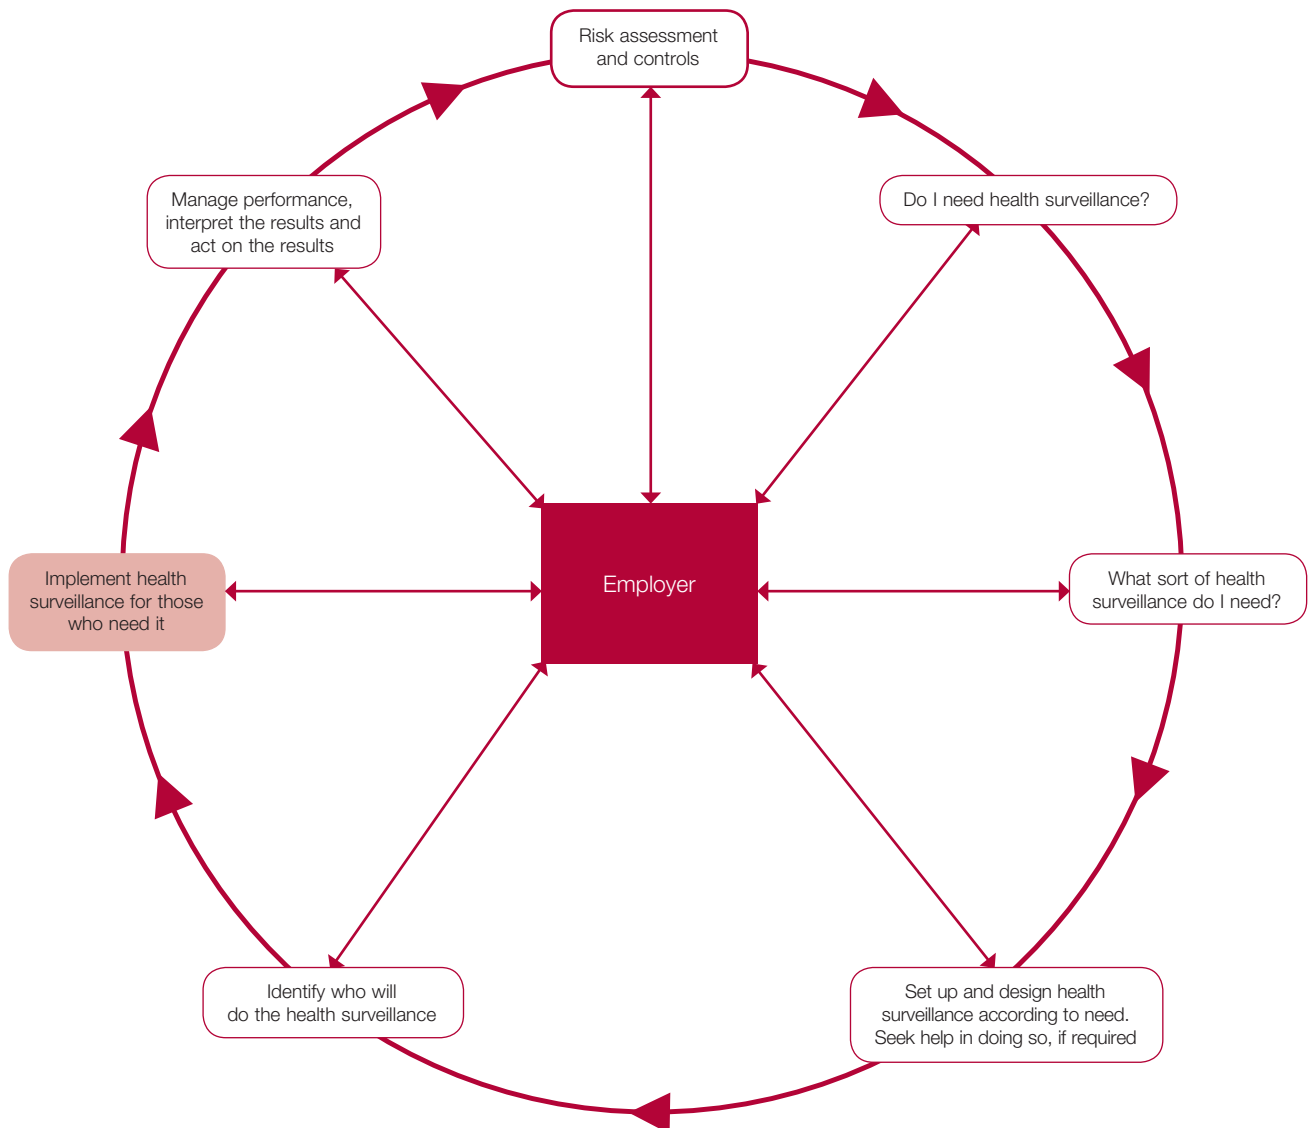 Risk assessment
and controls
Do I need health surveillance?
What sort of health
surveillance do I need?
Set up and design health
surveillance according to need.
Seek help in doing so, if required
Identify who will
do the health surveillance
Implement health
surveillance for those
who need it
Manage performance,
interpret the results and
act on the results
Employer